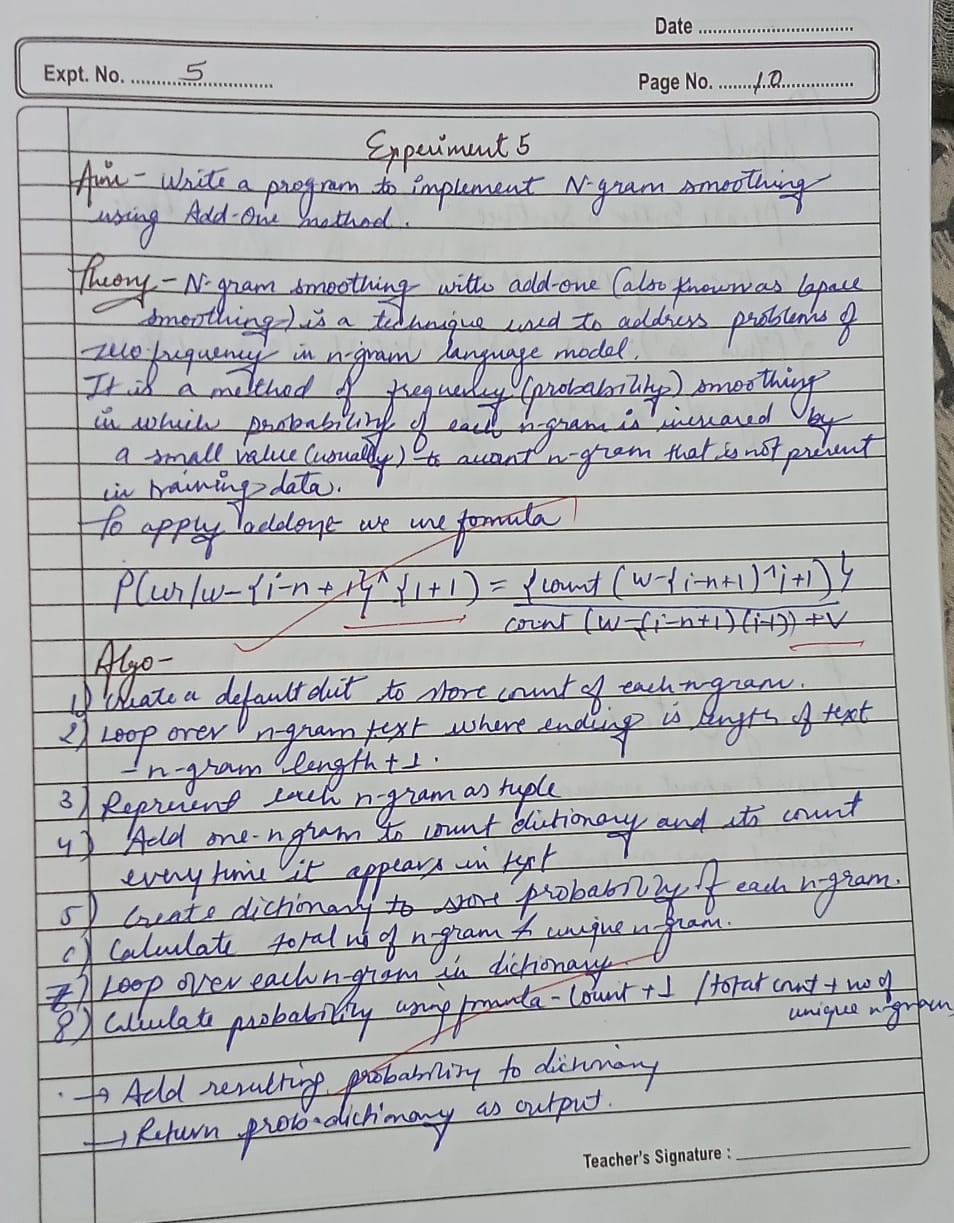 Date
Expt. No. 5
Page No. 10
Experiment 5
Aim - Write a program to implement N-gram smoothing
using Add-One method.
Theory - N-gram smoothing with add-one (also known as lapace
smoothing) is a technique used to address problems of
zero frequency in n-gram language model.
It is a method of frequency (probability) smoothing
in which probability of each n-gram is increased by
a small value (usually) to account n-gram that is not present
in training data.
To apply addone we use formula
P(wi/w-{i-n+1}^{1+1) = {count (w-{i-n+1)^i+1)}
count (w-(i-n+1)(i-1)) + V
Algo -
1) Create a default dict to store count of each n-gram.
2) Loop over n-gram text where ending is length of text
- n-gram length + 1.
3) Represent each n-gram as tuple
4) Add one-ngram to count dictionary and its count
every time it appears in text
5) Create dictionary to store probability of each n-gram.
6) Calculate total no of n-gram & unique n-gram.
7) Loop over each n-gram in dictionary
8) Calculate probability using formula - Count + 1 / total count + no of
unique n-gram
→ Add resulting probability to dictionary
→ Return prob-dictionary as output.
Teacher's Signature :